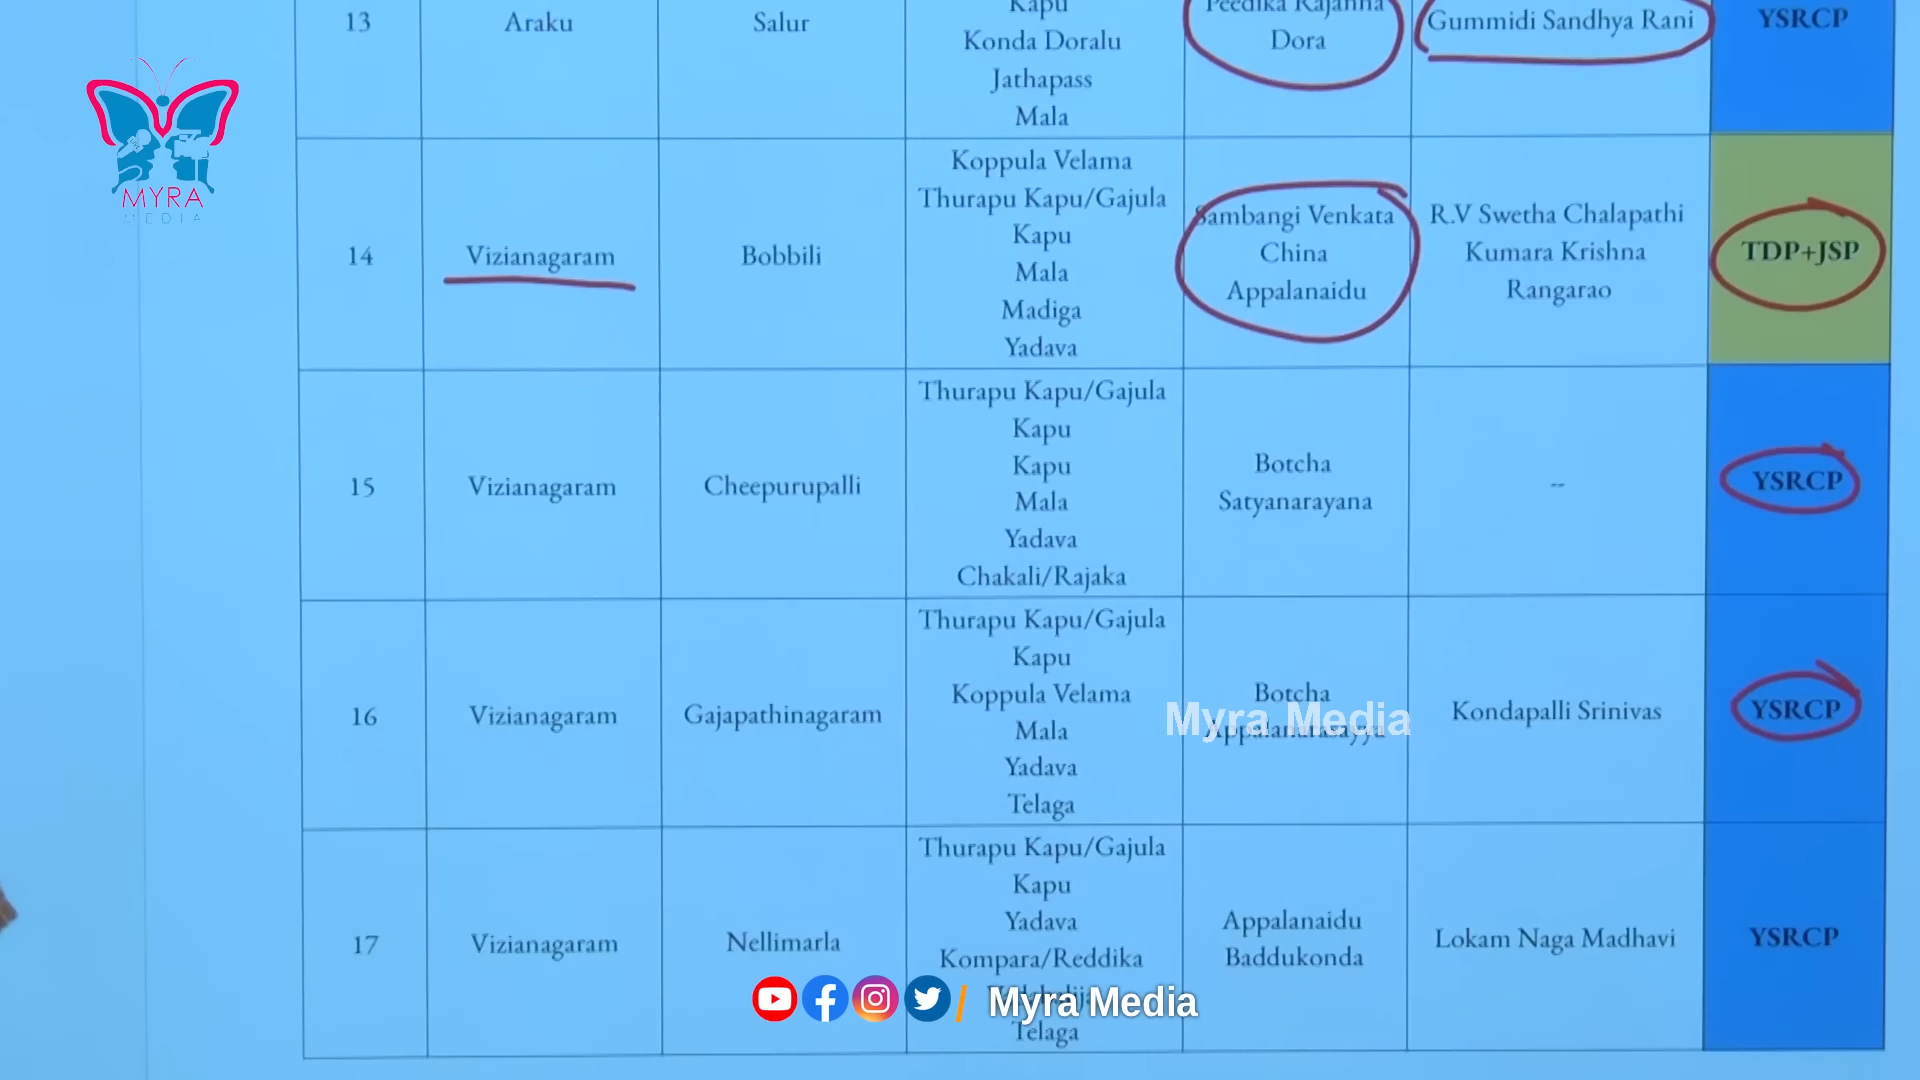 13
Araku
Salur
Kapu
Konda Doralu
Jathapass
Mala
Peedika Rajanna
Dora
Gummidi Sandhya Rani
YSRCP
MYRA
MEDIA
14
Vizianagaram
Bobbili
Koppula Velama
Thurapu Kapu/Gajula
Kapu
Mala
Madiga
Yadava
Sambangi Venkata
China
Appalanaidu
R.V Swetha Chalapathi
Kumara Krishna
Rangarao
TDP+JSP
15
Vizianagaram
Cheepurupalli
Thurapu Kapu/Gajula
Kapu
Kapu
Mala
Yadava
Chakali/Rajaka
Botcha
Satyanarayana
--
YSRCP
16
Vizianagaram
Gajapathinagaram
Thurapu Kapu/Gajula
Kapu
Koppula Velama
Mala
Yadava
Telaga
Botcha
Myra Media
Kondapalli Srinivas
YSRCP
17
Vizianagaram
Nellimarla
Thurapu Kapu/Gajula
Kapu
Yadava
Kompara/Reddika
Telaga
Appalanaidu
Baddukonda
Lokam Naga Madhavi
YSRCP
/ Myra Media